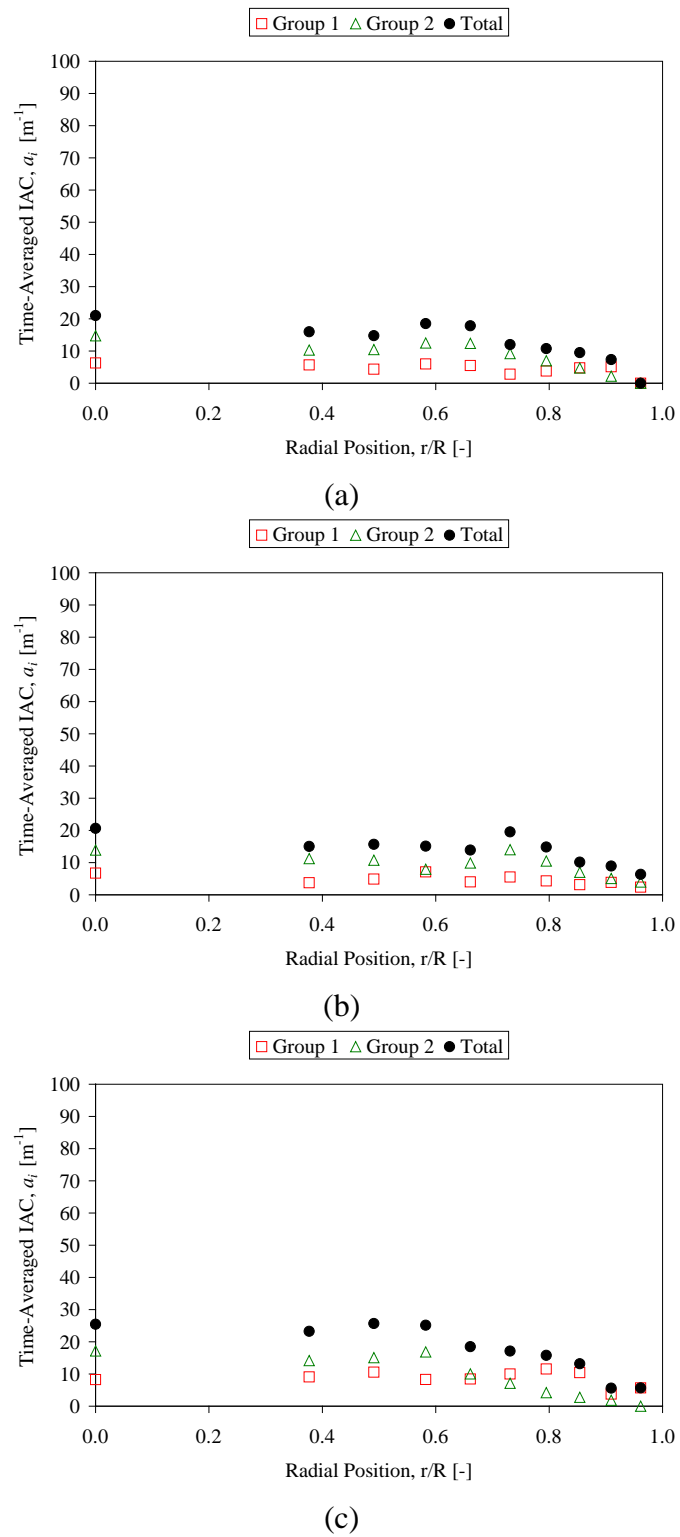 Group 1 Group 2 Total
100
90
80
70
60
50
40
30
20
10
0
Time-Averaged IAC, a_i [m⁻¹]
0.0 0.2 0.4 0.6 0.8 1.0
Radial Position, r/R [-]
(a)
Group 1 Group 2 Total
100
90
80
70
60
50
40
30
20
10
0
Time-Averaged IAC, a_i [m⁻¹]
0.0 0.2 0.4 0.6 0.8 1.0
Radial Position, r/R [-]
(b)
Group 1 Group 2 Total
100
90
80
70
60
50
40
30
20
10
0
Time-Averaged IAC, a_i [m⁻¹]
0.0 0.2 0.4 0.6 0.8 1.0
Radial Position, r/R [-]
(c)